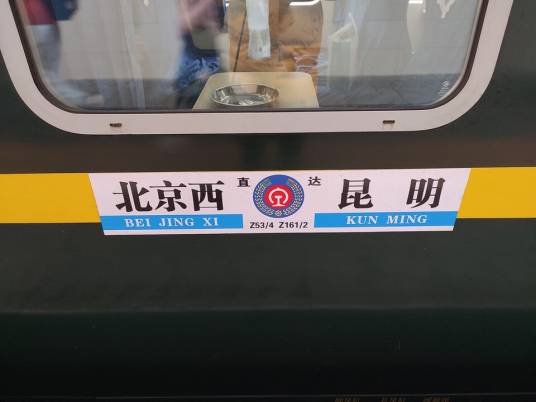 北京西 直 达 昆 明
BEI JING XI KUN MING
Z53/4 Z161/2